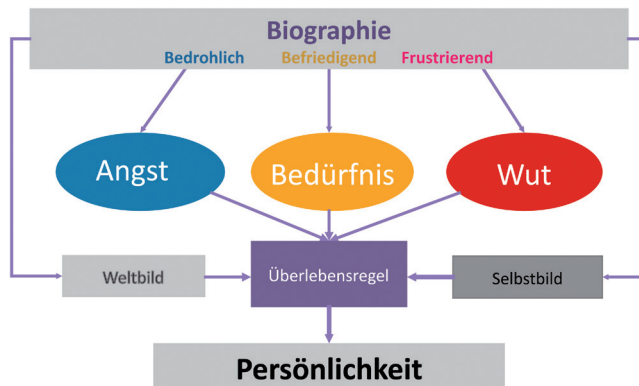 Biographie
Bedrohlich Befriedigend Frustrierend
Angst Bedürfnis Wut
Weltbild Überlebensregel Selbstbild
Persönlichkeit